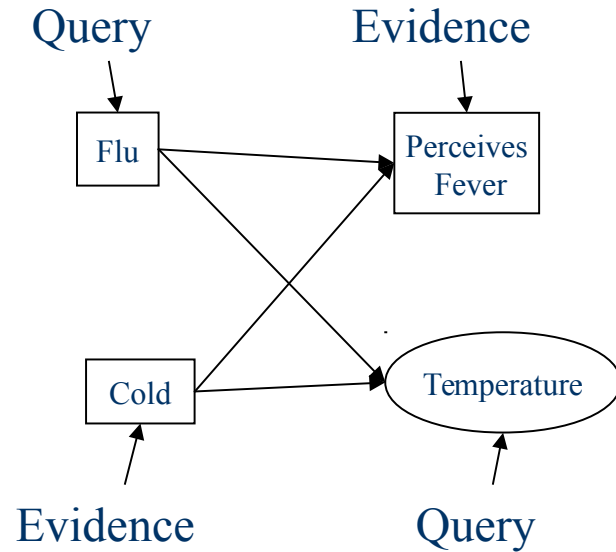 Query
Evidence
Flu
Perceives
Fever
Cold
Temperature
Evidence
Query